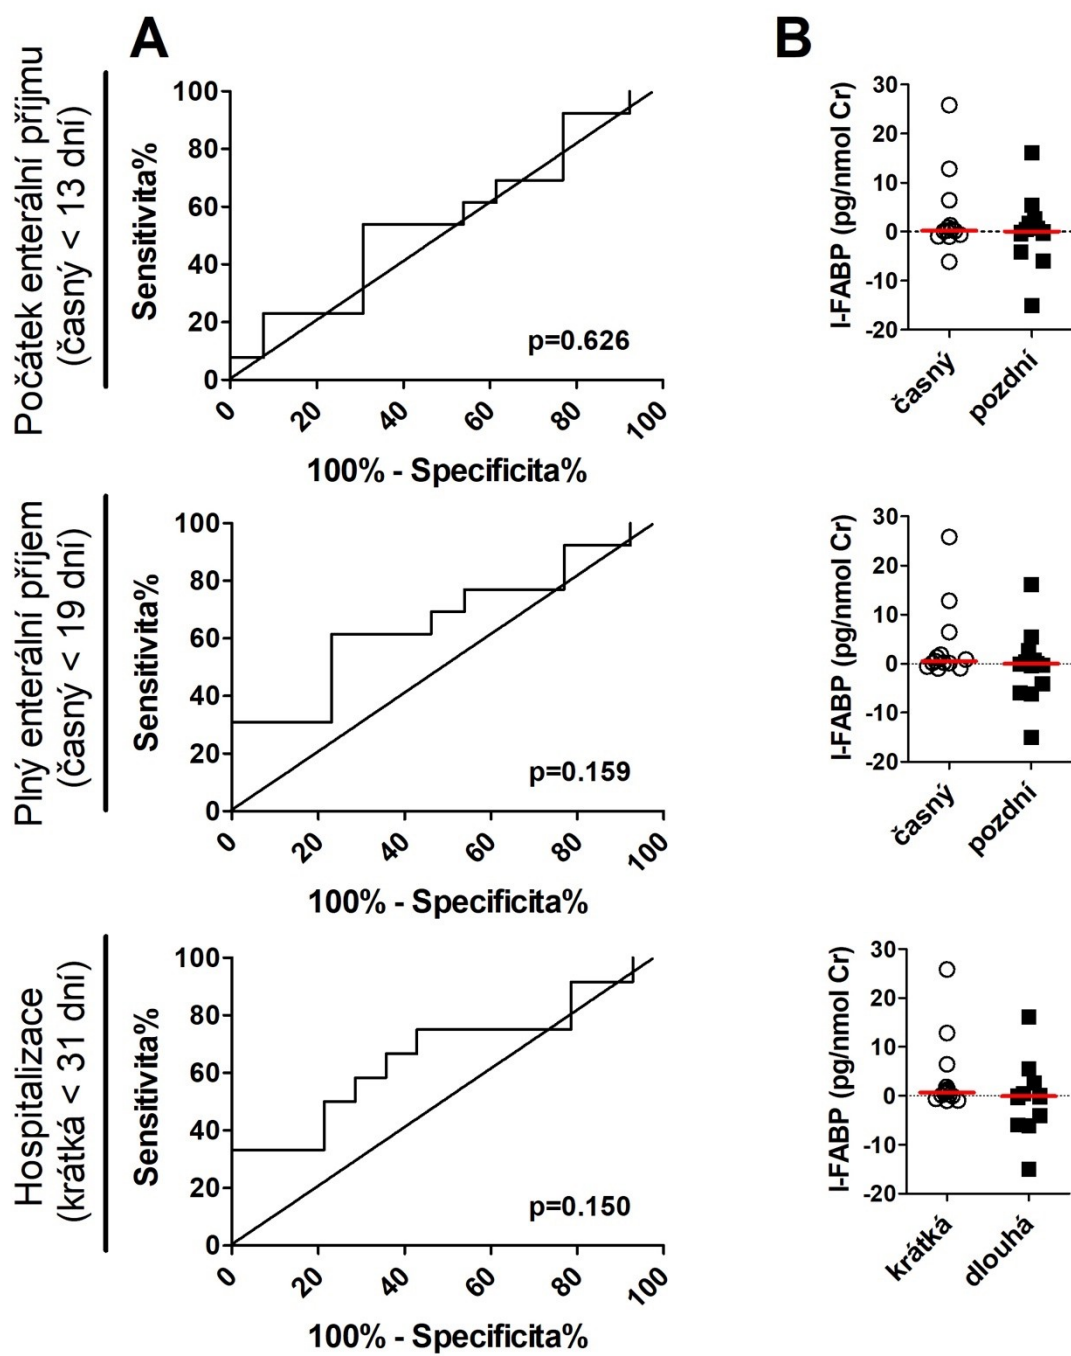 A
B
Počátek enterální příjmu
(časný < 13 dní)
Sensitivita%
100
80
60
40
20
0
0
20
40
60
80
100
100% - Specificita%
p=0.626
I-FABP (pg/nmol Cr)
30
20
10
0
-10
-20
časný
pozdní
Plný enterální příjem
(časný < 19 dní)
Sensitivita%
100
80
60
40
20
0
0
20
40
60
80
100
100% - Specificita%
p=0.159
I-FABP (pg/nmol Cr)
30
20
10
0
-10
-20
časný
pozdní
Hospitalizace
(krátká < 31 dní)
Sensitivita%
100
80
60
40
20
0
0
20
40
60
80
100
100% - Specificita%
p=0.150
I-FABP (pg/nmol Cr)
30
20
10
0
-10
-20
krátká
dlouhá